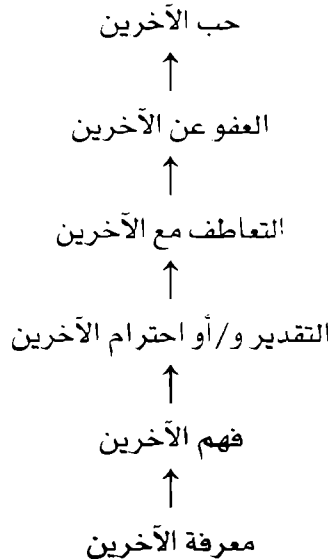 حب الآخرين
العفو عن الآخرين
التعاطف مع الآخرين
التقدير و/أو احترام الآخرين
فهم الآخرين
معرفة الآخرين